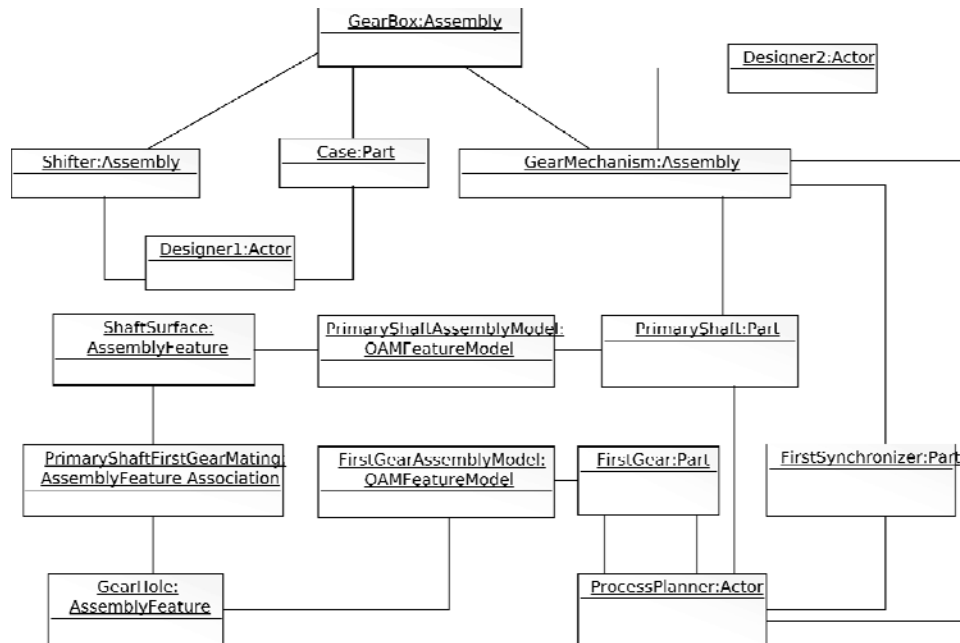 GearBox:Assembly
Designer2:Actor
Shifter:Assembly
Case:Part
GearMechanism:Assembly
Designer1:Actor
ShaftSurface:
AssemblyFeature
PrimaryShaftAssemblyModel:
OAMFeatureModel
PrimaryShaft:Part
PrimaryShaftFirstGearMating:
AssemblyFeature Association
FirstGearAssemblyModel:
OAMFeatureModel
FirstGear:Part
FirstSynchronizer:Part
GearHole:
AssemblyFeature
ProcessPlanner:Actor